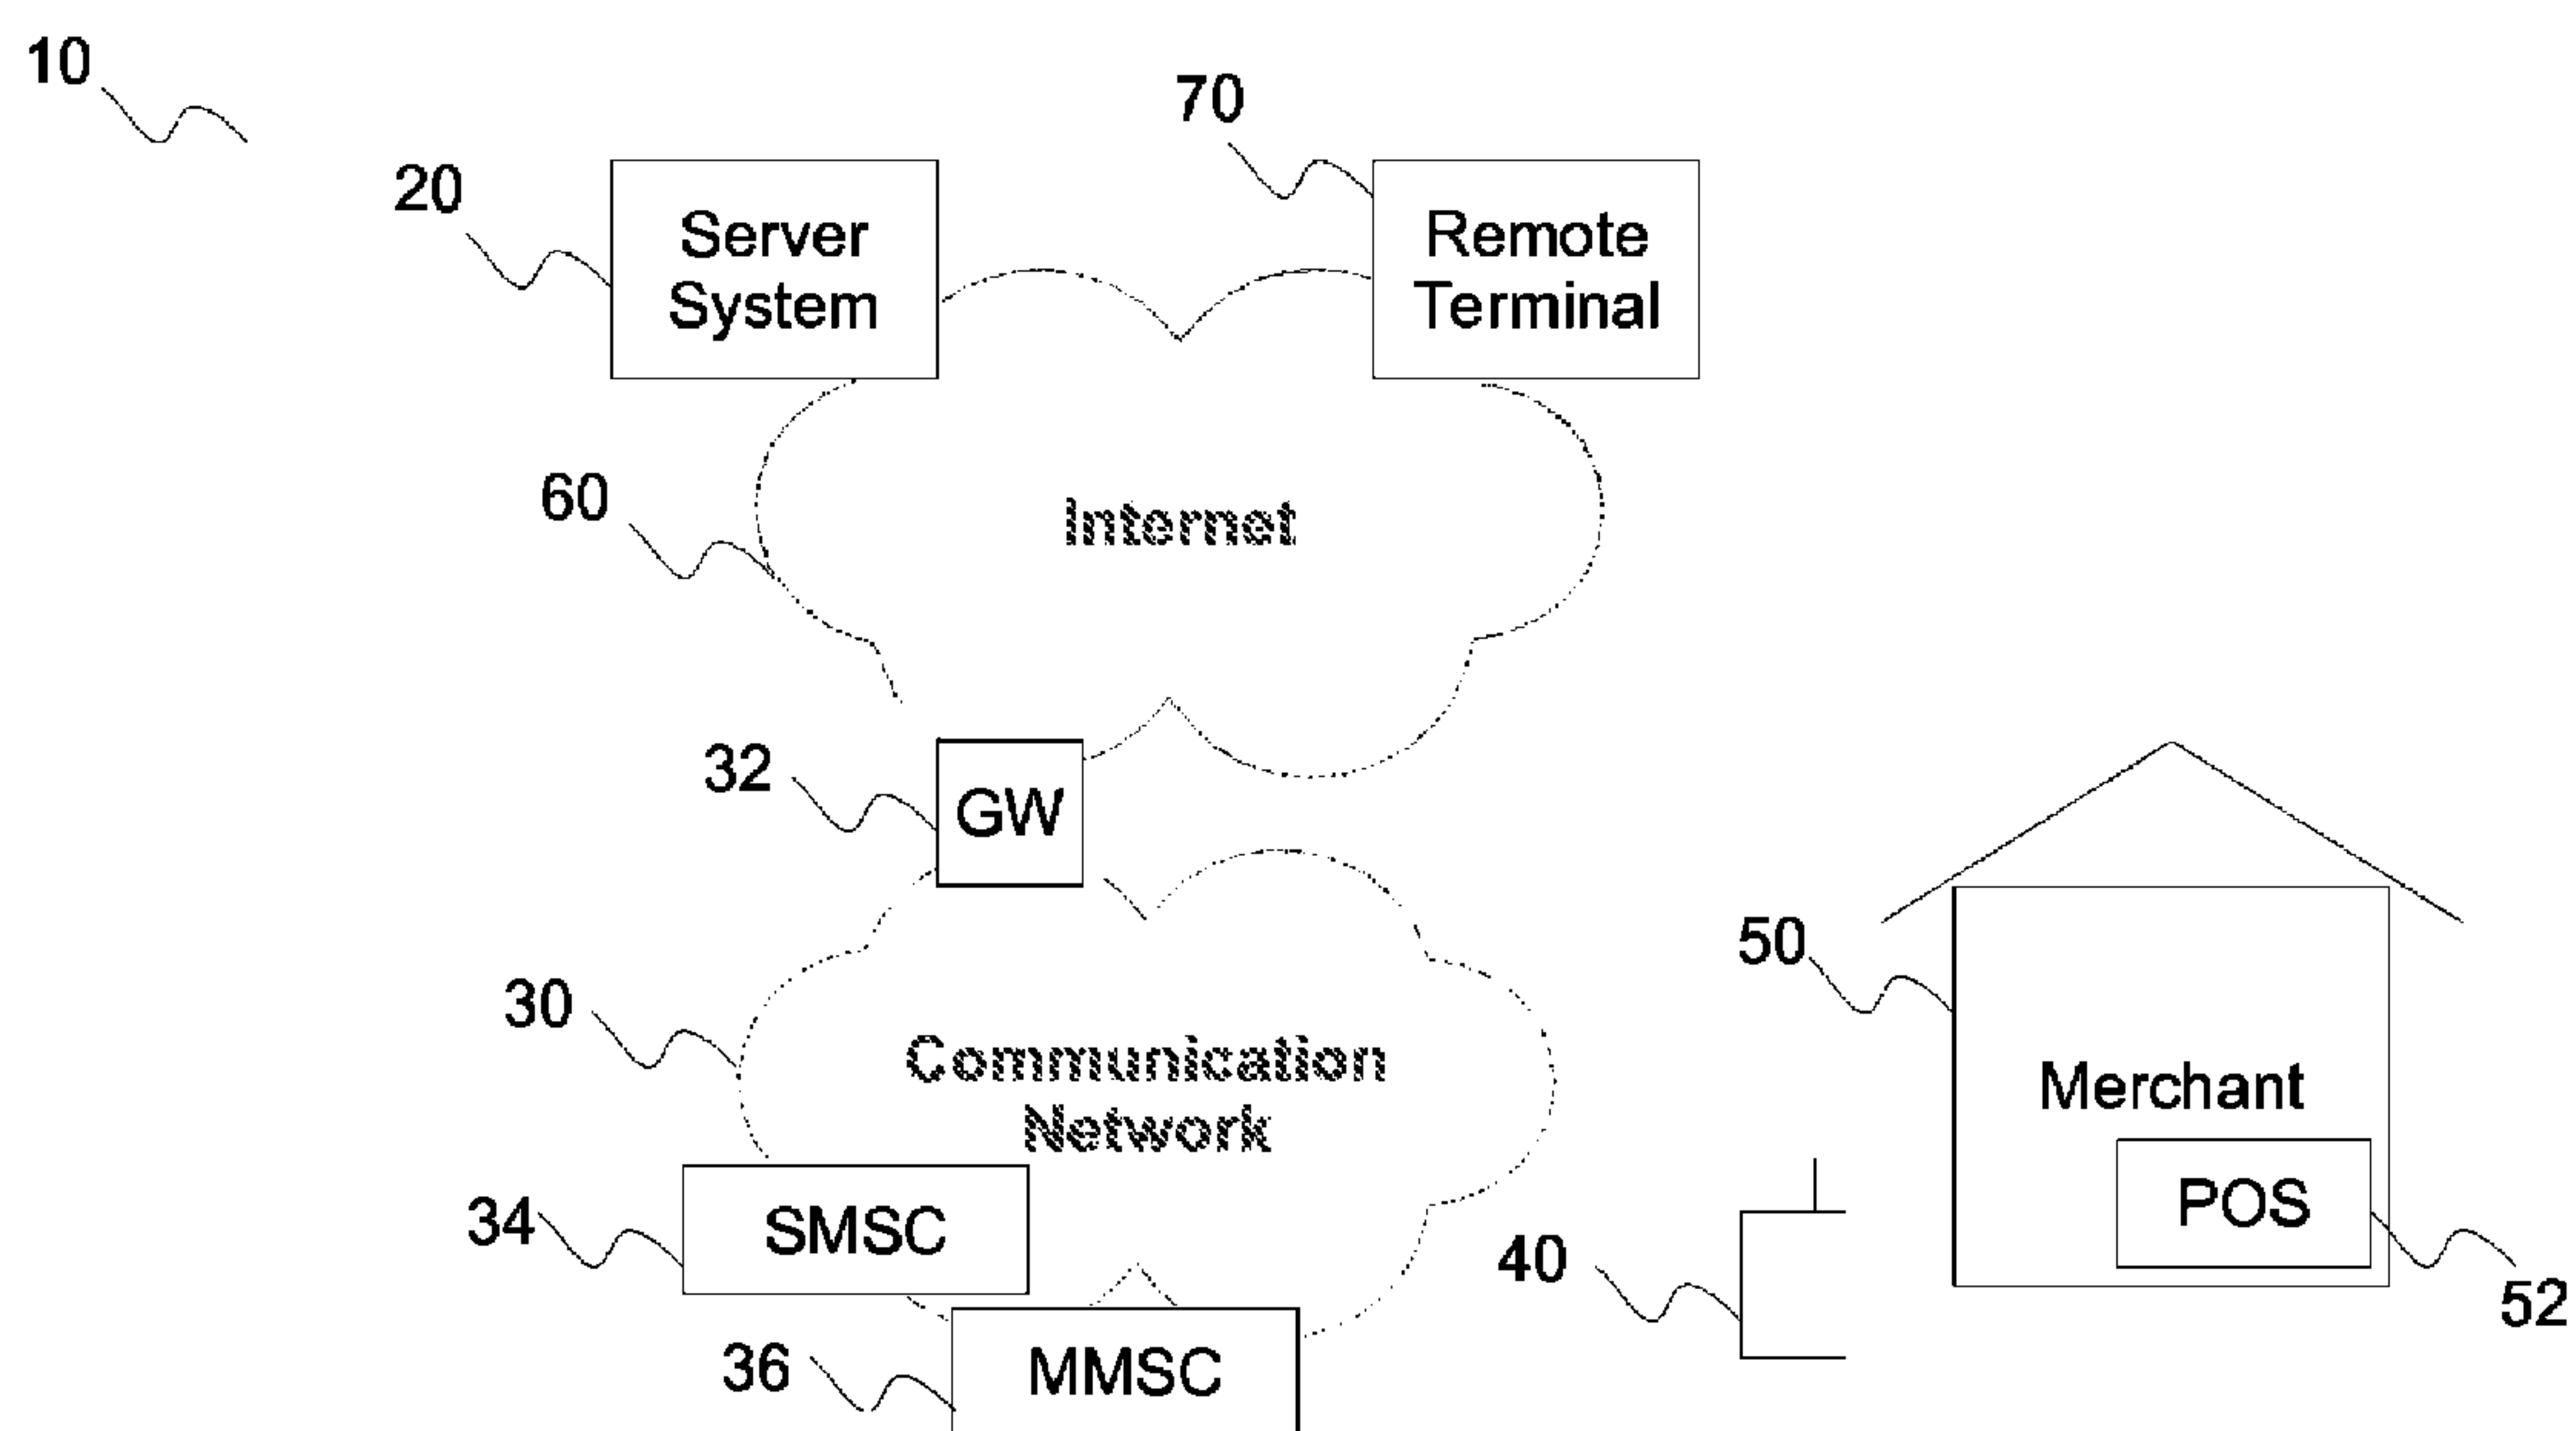 10
70
20
Server
System
Remote
Terminal
60
Internet
32
GW
50
30
Communication
Network
Merchant
34
SMSC
40
POS
52
36
MMSC